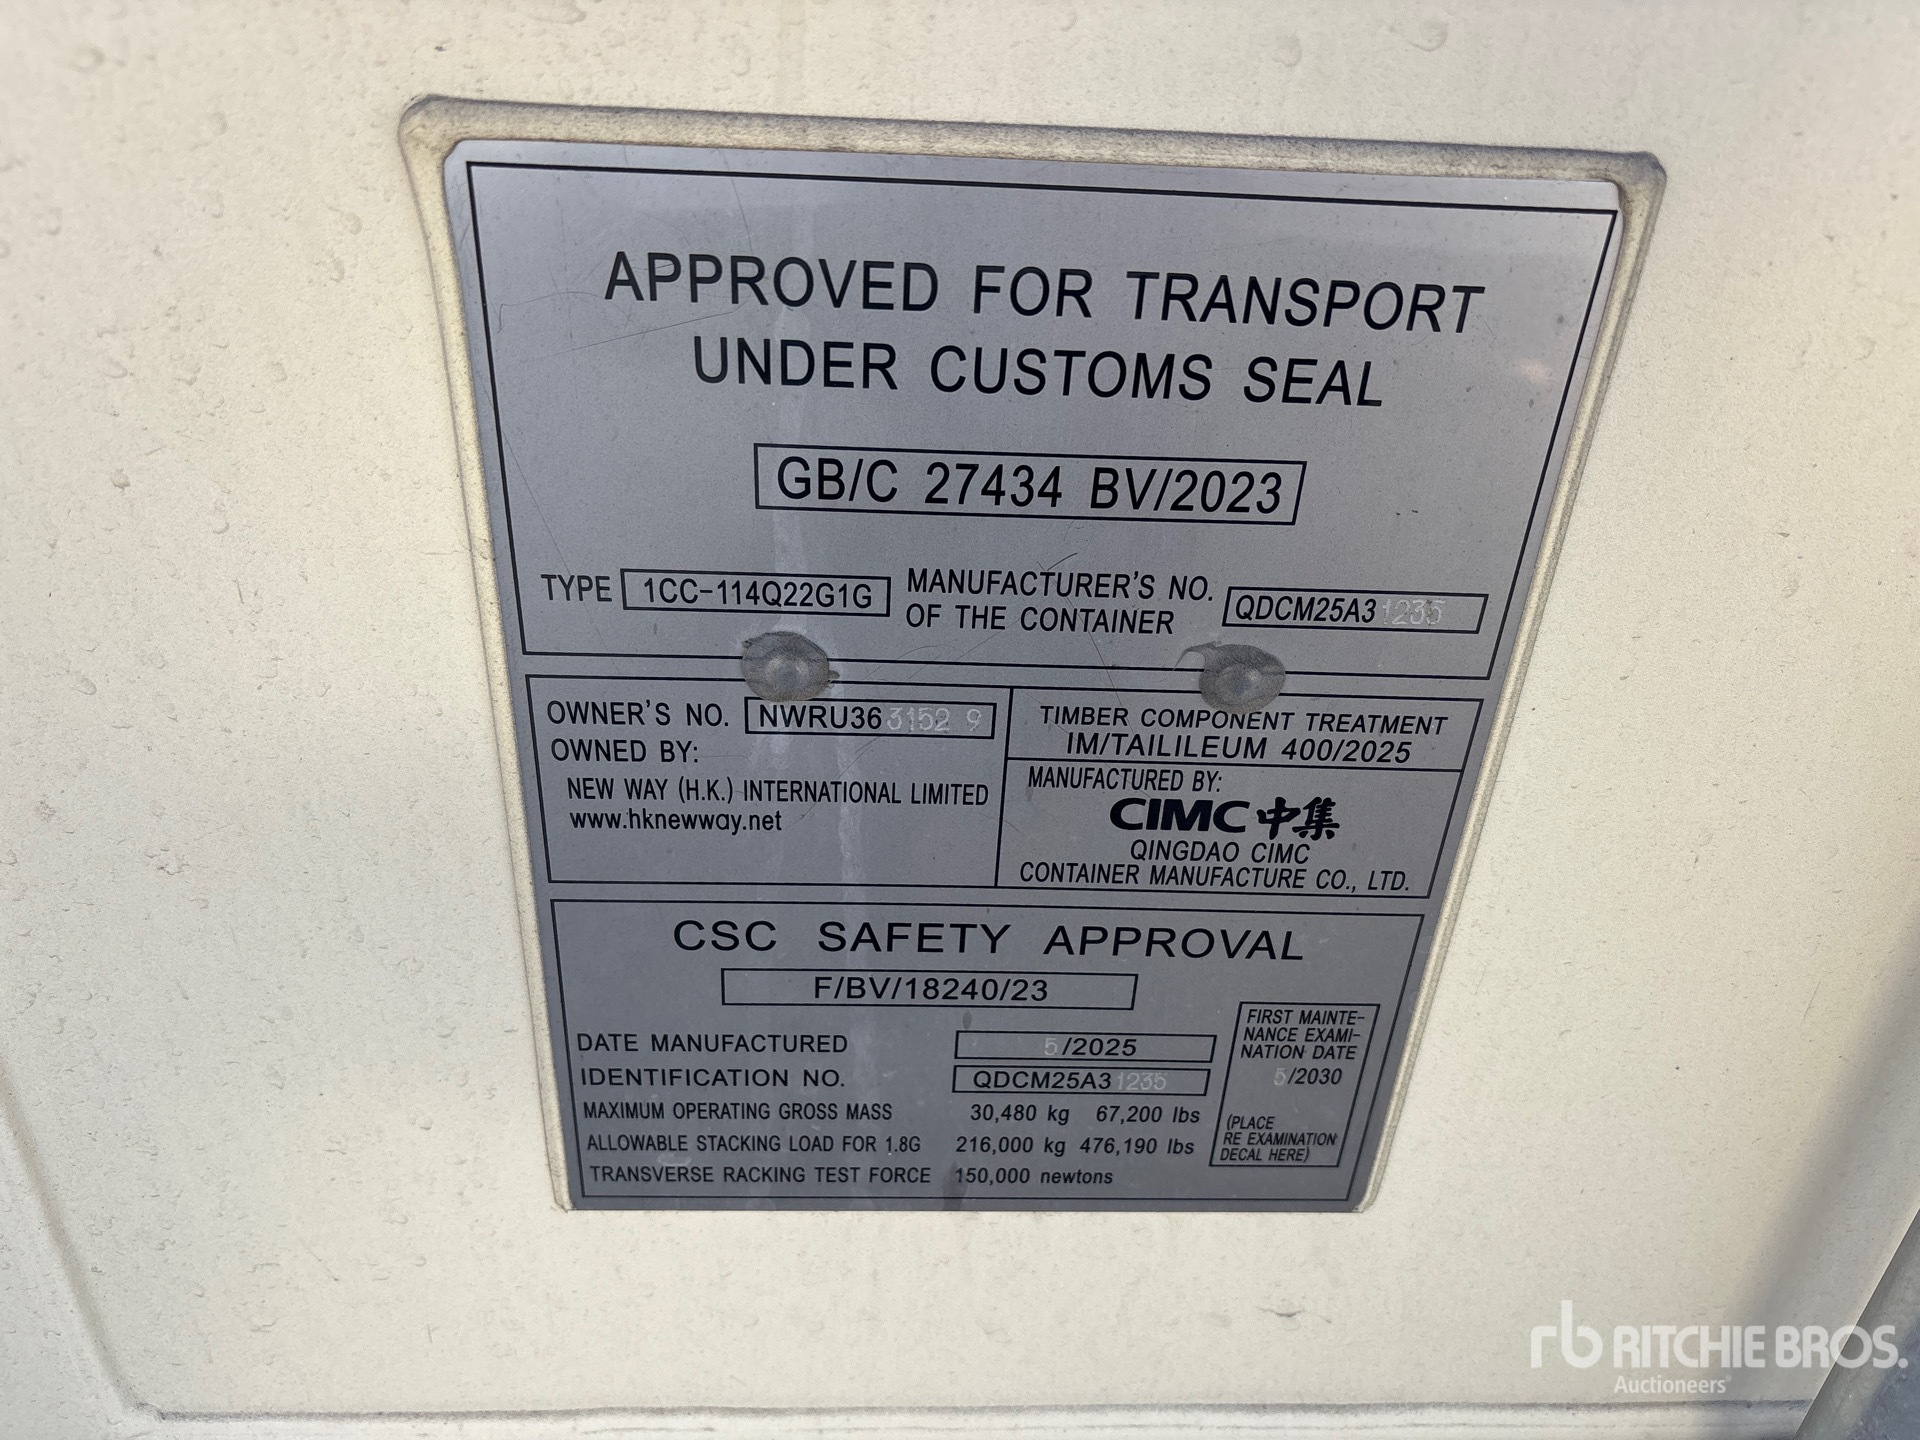 APPROVED FOR TRANSPORT
UNDER CUSTOMS SEAL
GB/C 27434 BV/2023
TYPE 1CC-114Q22G1G
MANUFACTURER'S NO.
OF THE CONTAINER
QDCM25A31235
OWNER'S NO. NWRU363152 9
OWNED BY:
NEW WAY (H.K.) INTERNATIONAL LIMITED
www.hknewway.net
TIMBER COMPONENT TREATMENT
IM/TAILILEUM 400/2025
MANUFACTURED BY:
CIMC中集
QINGDAO CIMC
CONTAINER MANUFACTURE CO., LTD.
CSC SAFETY APPROVAL
F/BV/18240/23
DATE MANUFACTURED 5/2025
IDENTIFICATION NO. QDCM25A31235
MAXIMUM OPERATING GROSS MASS 30,480 kg 67,200 lbs
ALLOWABLE STACKING LOAD FOR 1.8G 216,000 kg 476,190 lbs
TRANSVERSE RACKING TEST FORCE 150,000 newtons
FIRST MAINTE-
NANCE EXAMI-
NATION DATE
5/2030
(PLACE
RE EXAMINATION
DECAL HERE)
rb RITCHIE BROS.
Auctioneers